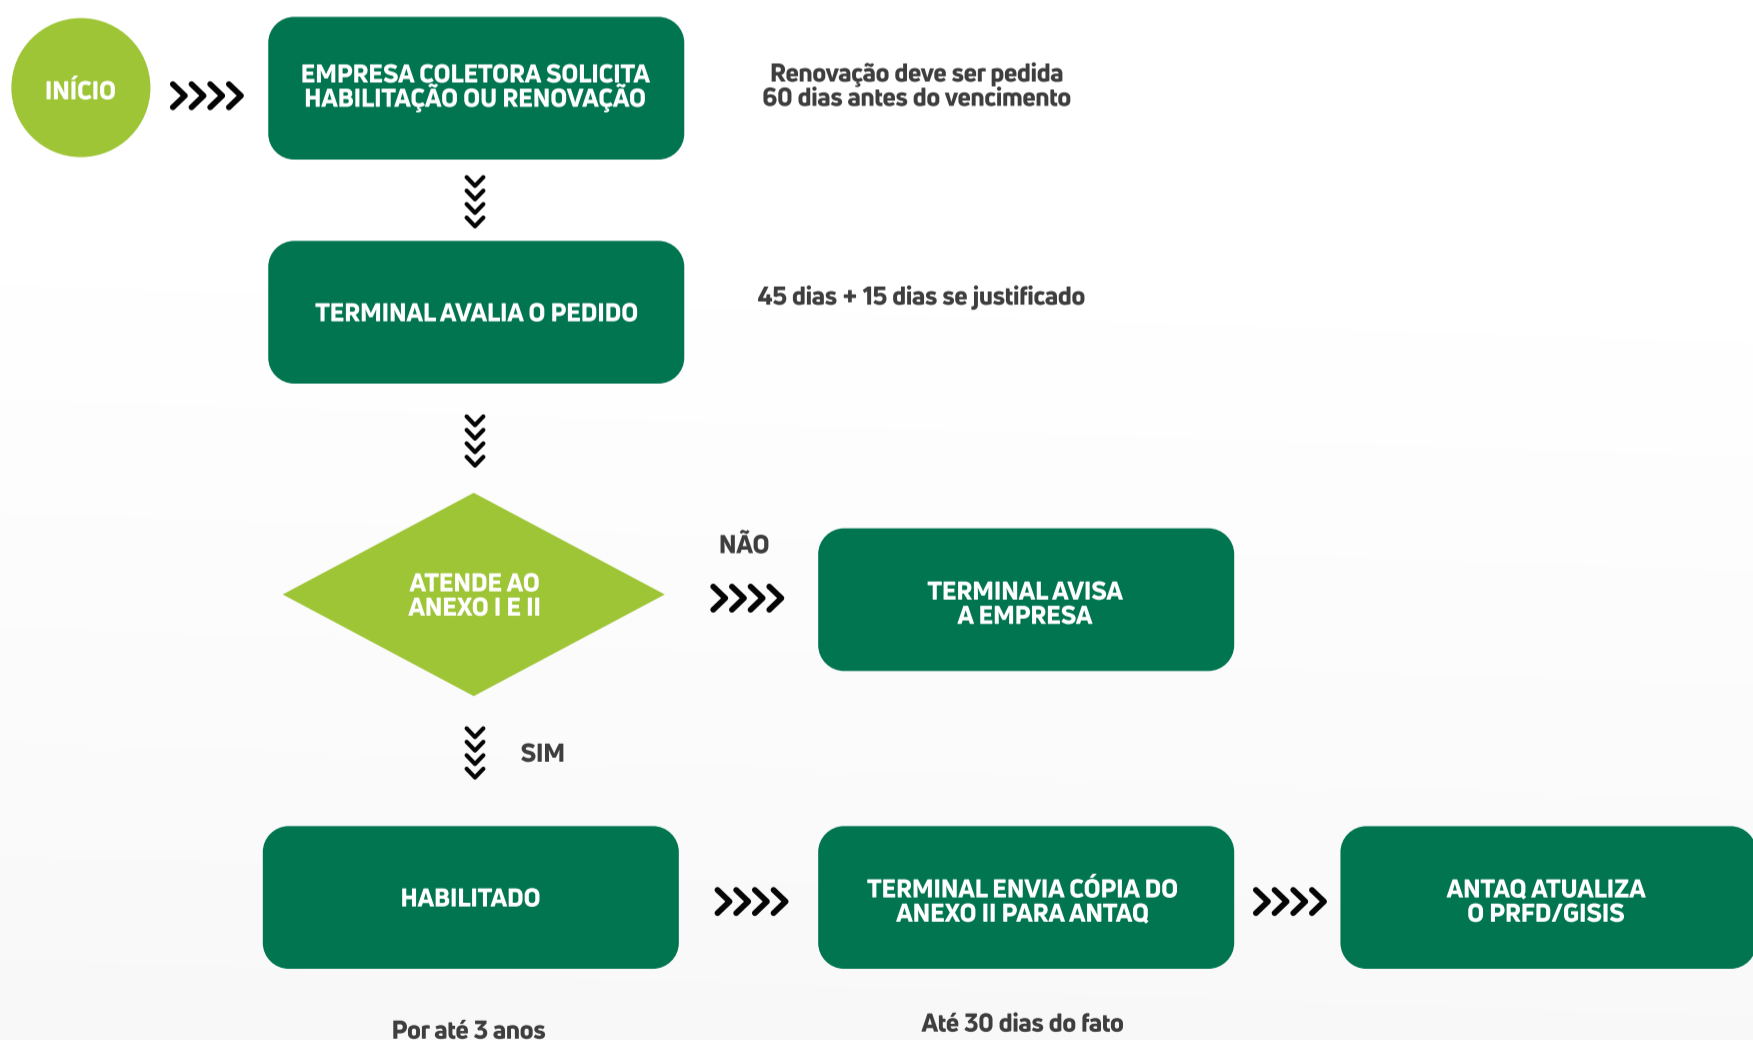 INÍCIO
EMPRESA COLETORA SOLICITA
HABILITAÇÃO OU RENOVAÇÃO
Renovação deve ser pedida
60 dias antes do vencimento
TERMINAL AVALIA O PEDIDO
45 dias + 15 dias se justificado
ATENDE AO
ANEXO I E II
NÃO
TERMINAL AVISA
A EMPRESA
SIM
HABILITADO
TERMINAL ENVIA CÓPIA DO
ANEXO II PARA ANTAQ
ANTAQ ATUALIZA
O PRFD/GISIS
Por até 3 anos
Até 30 dias do fato